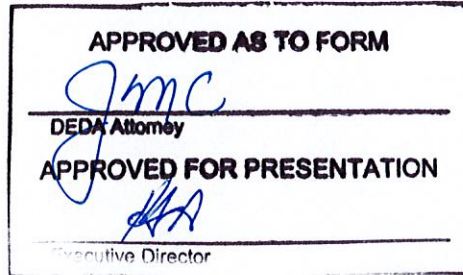 APPROVED AS TO FORM
JMC
DEDA Attorney
APPROVED FOR PRESENTATION
Executive Director